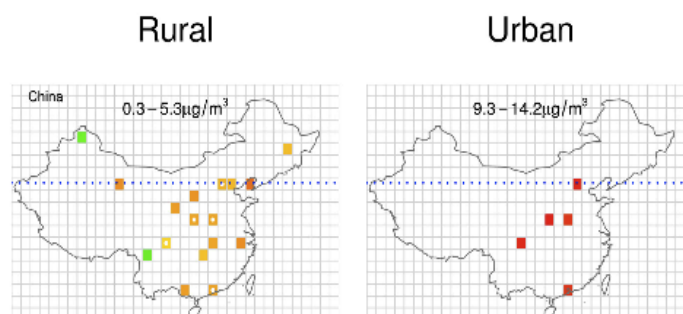 Rural
Urban
China
0.3–5.3μg/m³
9.3–14.2μg/m³